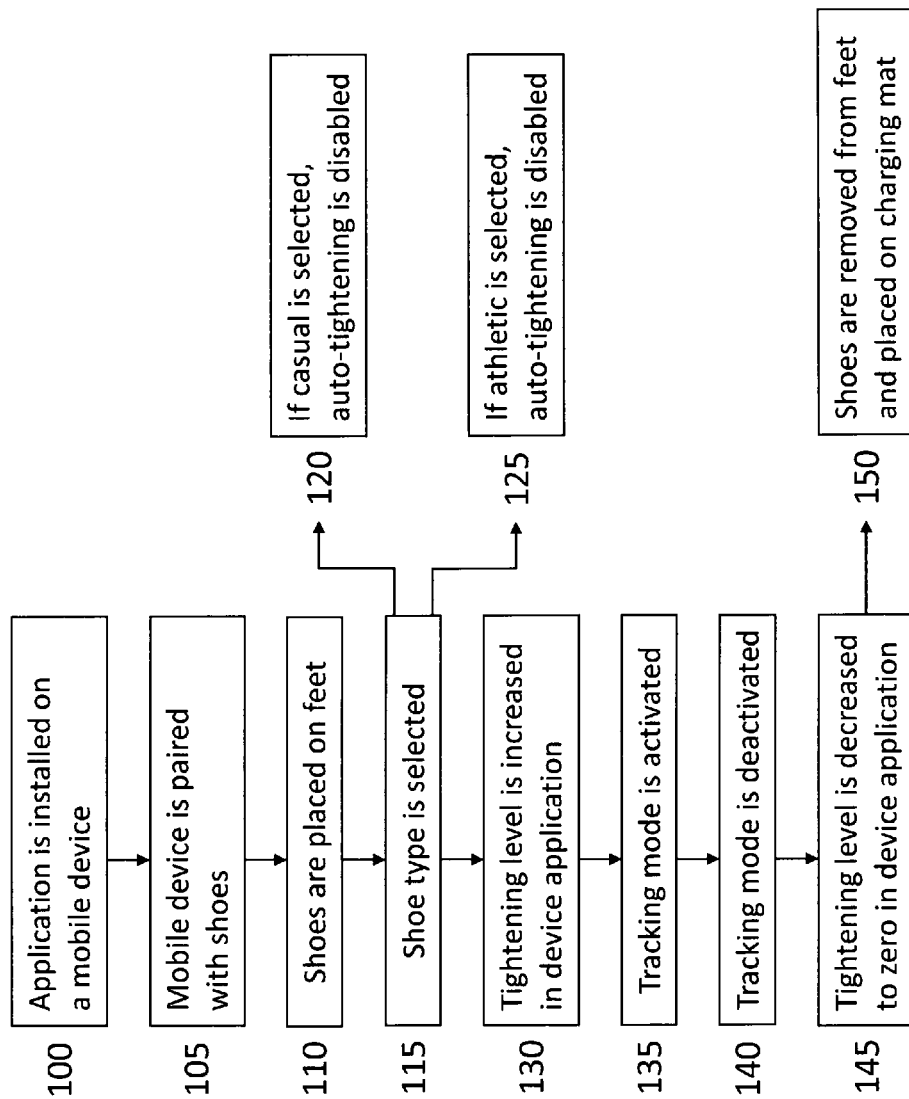 100
Application is installed on
a mobile device
105
Mobile device is paired
with shoes
110
Shoes are placed on feet
115
Shoe type is selected
120
If casual is selected,
auto-tightening is disabled
125
If athletic is selected,
auto-tightening is disabled
130
Tightening level is increased
in device application
135
Tracking mode is activated
140
Tracking mode is deactivated
145
Tightening level is decreased
to zero in device application
150
Shoes are removed from feet
and placed on charging mat